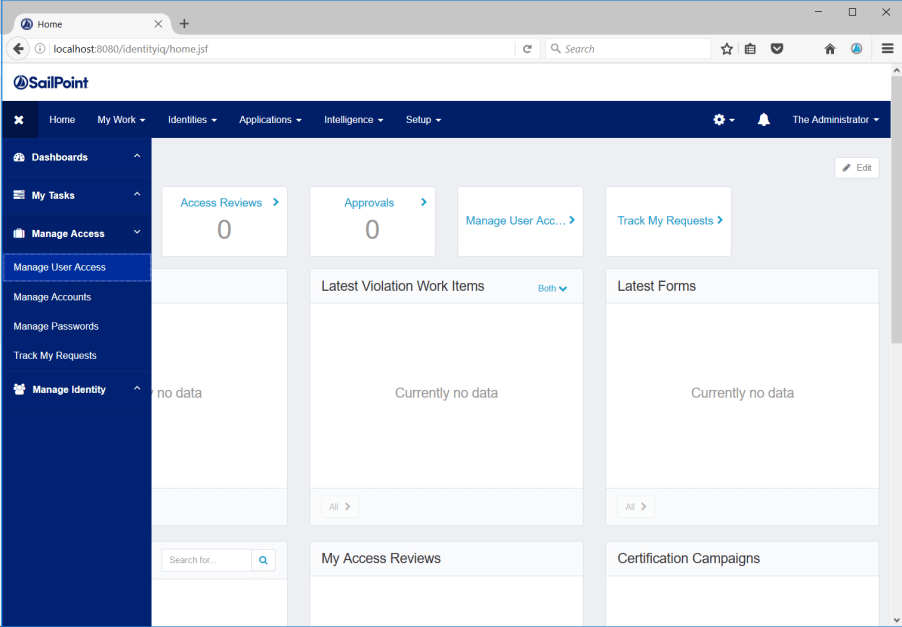 Home
localhost:8080/identityiq/home.jsf
Search
SailPoint
Home
My Work
Identities
Applications
Intelligence
Setup
The Administrator
Dashboards
My Tasks
Manage Access
Manage User Access
Manage Accounts
Manage Passwords
Track My Requests
Manage Identity
Edit
Access Reviews
0
Approvals
0
Manage User Acc...
Track My Requests
no data
Latest Violation Work Items
Both
Currently no data
All
Latest Forms
Currently no data
All
Search for...
My Access Reviews
Certification Campaigns